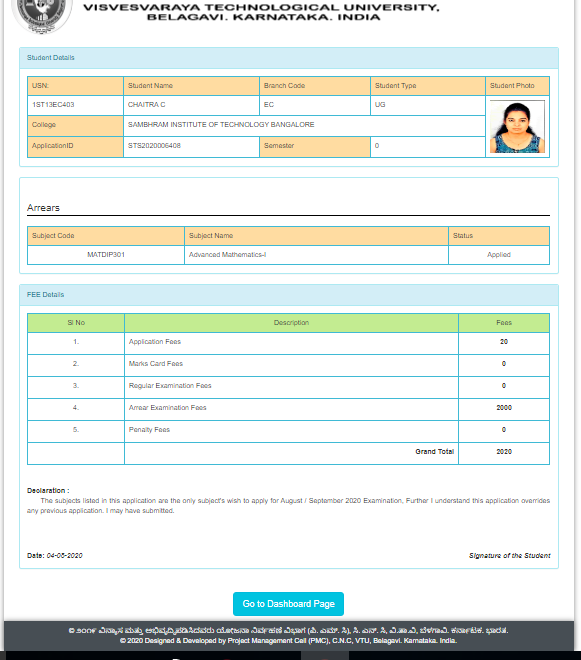 VISVESVARAYA TECHNOLOGICAL UNIVERSITY,
BELAGAVI. KARNATAKA. INDIA
Student Details
USN: Student Name Branch Code Student Type Student Photo
1ST13EC403 CHAITRA C EC UG
College SAMBHRAM INSTITUTE OF TECHNOLOGY BANGALORE
ApplicationID STS2020006408 Semester 0
Arrears
Subject Code Subject Name Status
MATDIP301 Advanced Mathematics-I Applied
FEE Details
Sl No Description Fees
1. Application Fees 20
2. Marks Card Fees 0
3. Regular Examination Fees 0
4. Arrear Examination Fees 2000
5. Penalty Fees 0
Grand Total 2020
Declaration :
The subjects listed in this application are the only subject's wish to apply for August / September 2020 Examination, Further I understand this application overrides
any previous application. I may have submitted.
Date: 04-08-2020 Signature of the Student
Go to Dashboard Page
© ೨೦೧೯ ವಿನ್ಯಾಸ ಮತ್ತು ಅಭಿವೃದ್ಧಿಪಡಿಸಿದವರು ಯೋಜನಾ ನಿರ್ವಹಣೆ ವಿಭಾಗ (ಪಿ. ಎಮ್. ಸಿ), ಸಿ. ಎನ್. ಸಿ, ವಿ.ತಾ.ವಿ, ಬೆಳಗಾವಿ. ಕರ್ನಾಟಕ. ಭಾರತ.
© 2020 Designed & Developed by Project Management Cell (PMC), C.N.C, VTU, Belagavi. Karnataka. India.